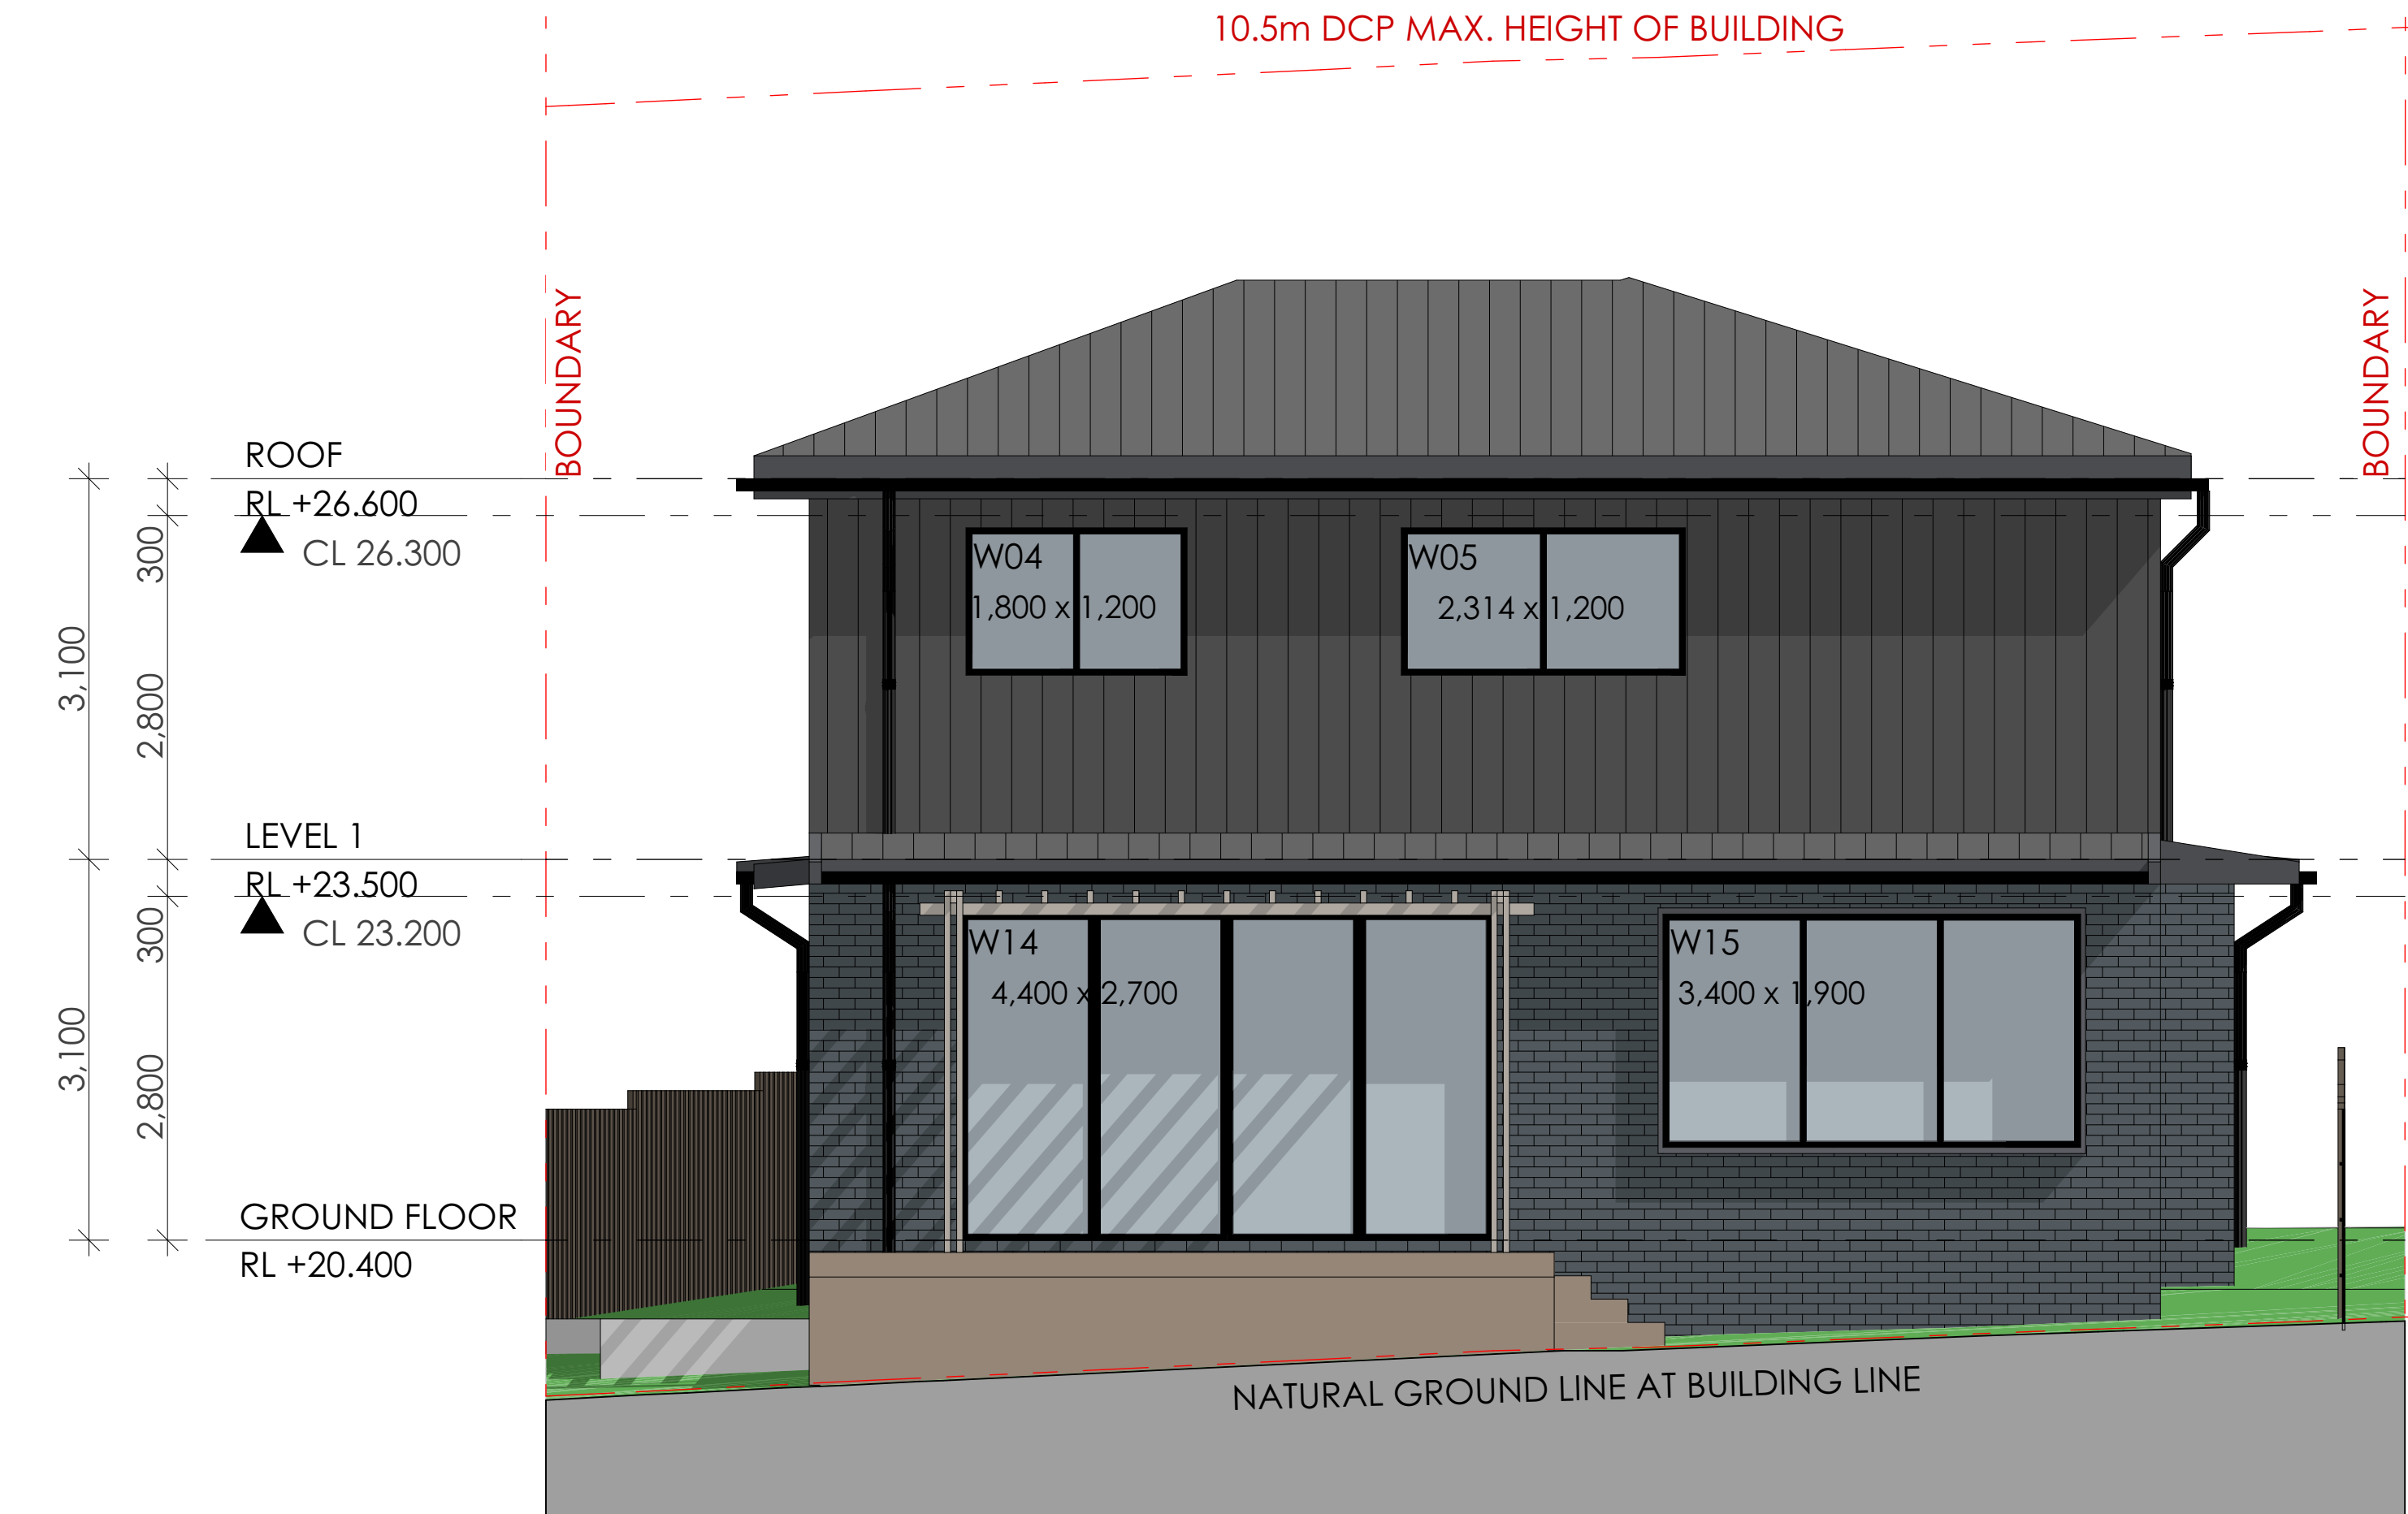 10.5m DCP MAX. HEIGHT OF BUILDING
BOUNDARY
BOUNDARY
ROOF
RL +26.600
CL 26.300
300
3,100
2,800
W04
1,800 x 1,200
W05
2,314 x 1,200
LEVEL 1
RL +23.500
CL 23.200
300
3,100
2,800
W14
4,400 x 2,700
W15
3,400 x 1,900
GROUND FLOOR
RL +20.400
NATURAL GROUND LINE AT BUILDING LINE